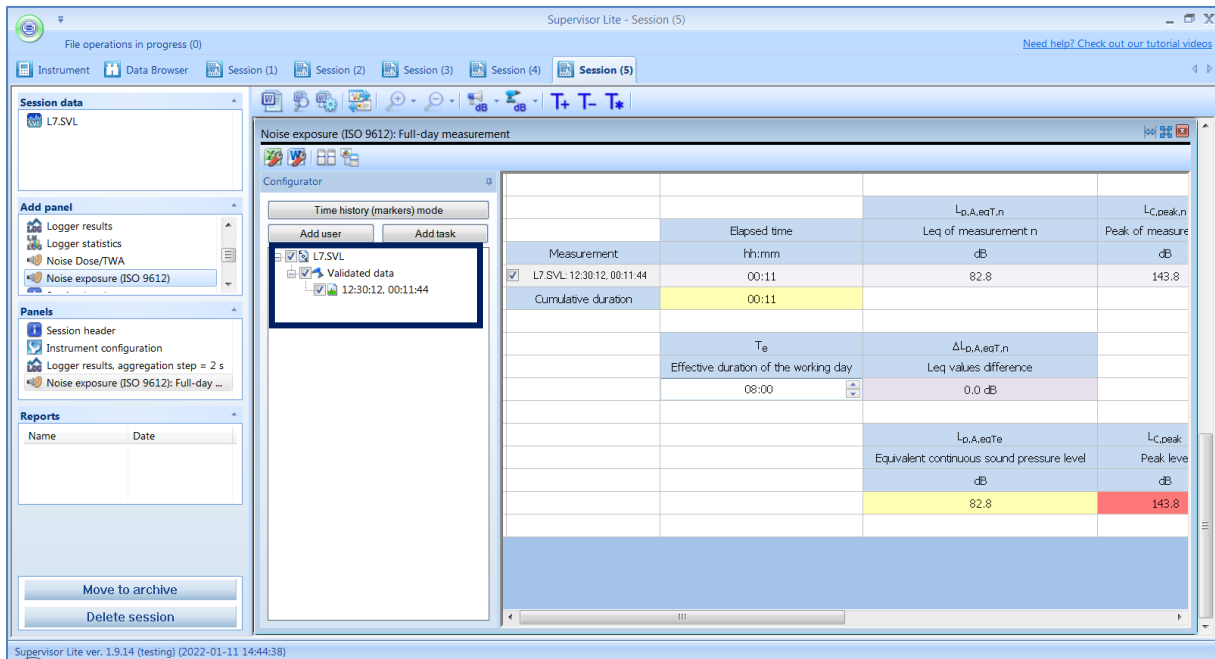 Supervisor Lite - Session (5)
File operations in progress (0)
Need help? Check out our tutorial videos
Instrument
Data Browser
Session (1)
Session (2)
Session (3)
Session (4)
Session (5)
Session data
L7.SVL
Add panel
Logger results
Logger statistics
Noise Dose/TWA
Noise exposure (ISO 9612)
Panels
Session header
Instrument configuration
Logger results, aggregation step = 2 s
Noise exposure (ISO 9612): Full-day ...
Reports
Name Date
Move to archive
Delete session
dB dB T+ T- T*
Noise exposure (ISO 9612): Full-day measurement
Configurator
Time history (markers) mode
Add user
Add task
L7.SVL
Validated data
12:30:12, 00:11:44
Lp,A,eqT,n LC,peak,n
Elapsed time Leq of measurement n Peak of measure
Measurement hh:mm dB dB
L7.SVL: 12:30:12, 00:11:44 00:11 82.8 143.8
Cumulative duration 00:11
Te ΔLp,A,eqT,n
Effective duration of the working day Leq values difference
08:00 0.0 dB
Lp,A,eqTe LC,peak
Equivalent continuous sound pressure level Peak leve
dB dB
82.8 143.8
Supervisor Lite ver. 1.9.14 (testing) (2022-01-11 14:44:38)